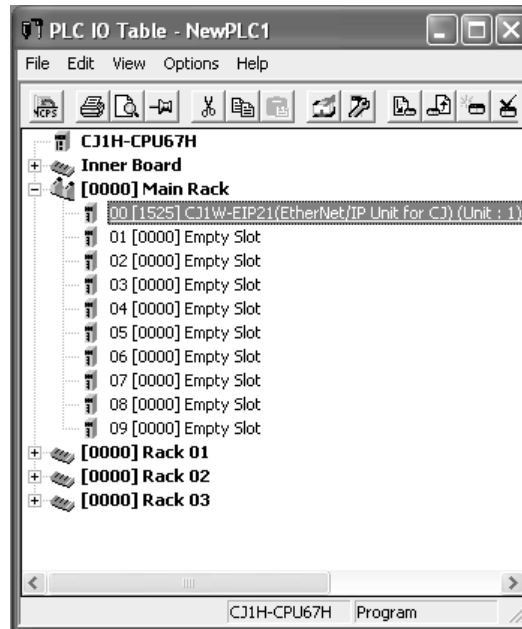 PLC IO Table - NewPLC1
File Edit View Options Help
NCPS
CJ1H-CPU67H
Inner Board
[0000] Main Rack
00 [1525] CJ1W-EIP21(EtherNet/IP Unit for CJ) (Unit : 1)
01 [0000] Empty Slot
02 [0000] Empty Slot
03 [0000] Empty Slot
04 [0000] Empty Slot
05 [0000] Empty Slot
06 [0000] Empty Slot
07 [0000] Empty Slot
08 [0000] Empty Slot
09 [0000] Empty Slot
[0000] Rack 01
[0000] Rack 02
[0000] Rack 03
CJ1H-CPU67H Program